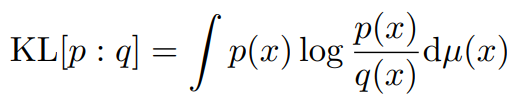 KL[p : q] = ∫ p(x) log p(x)/q(x) dμ(x)